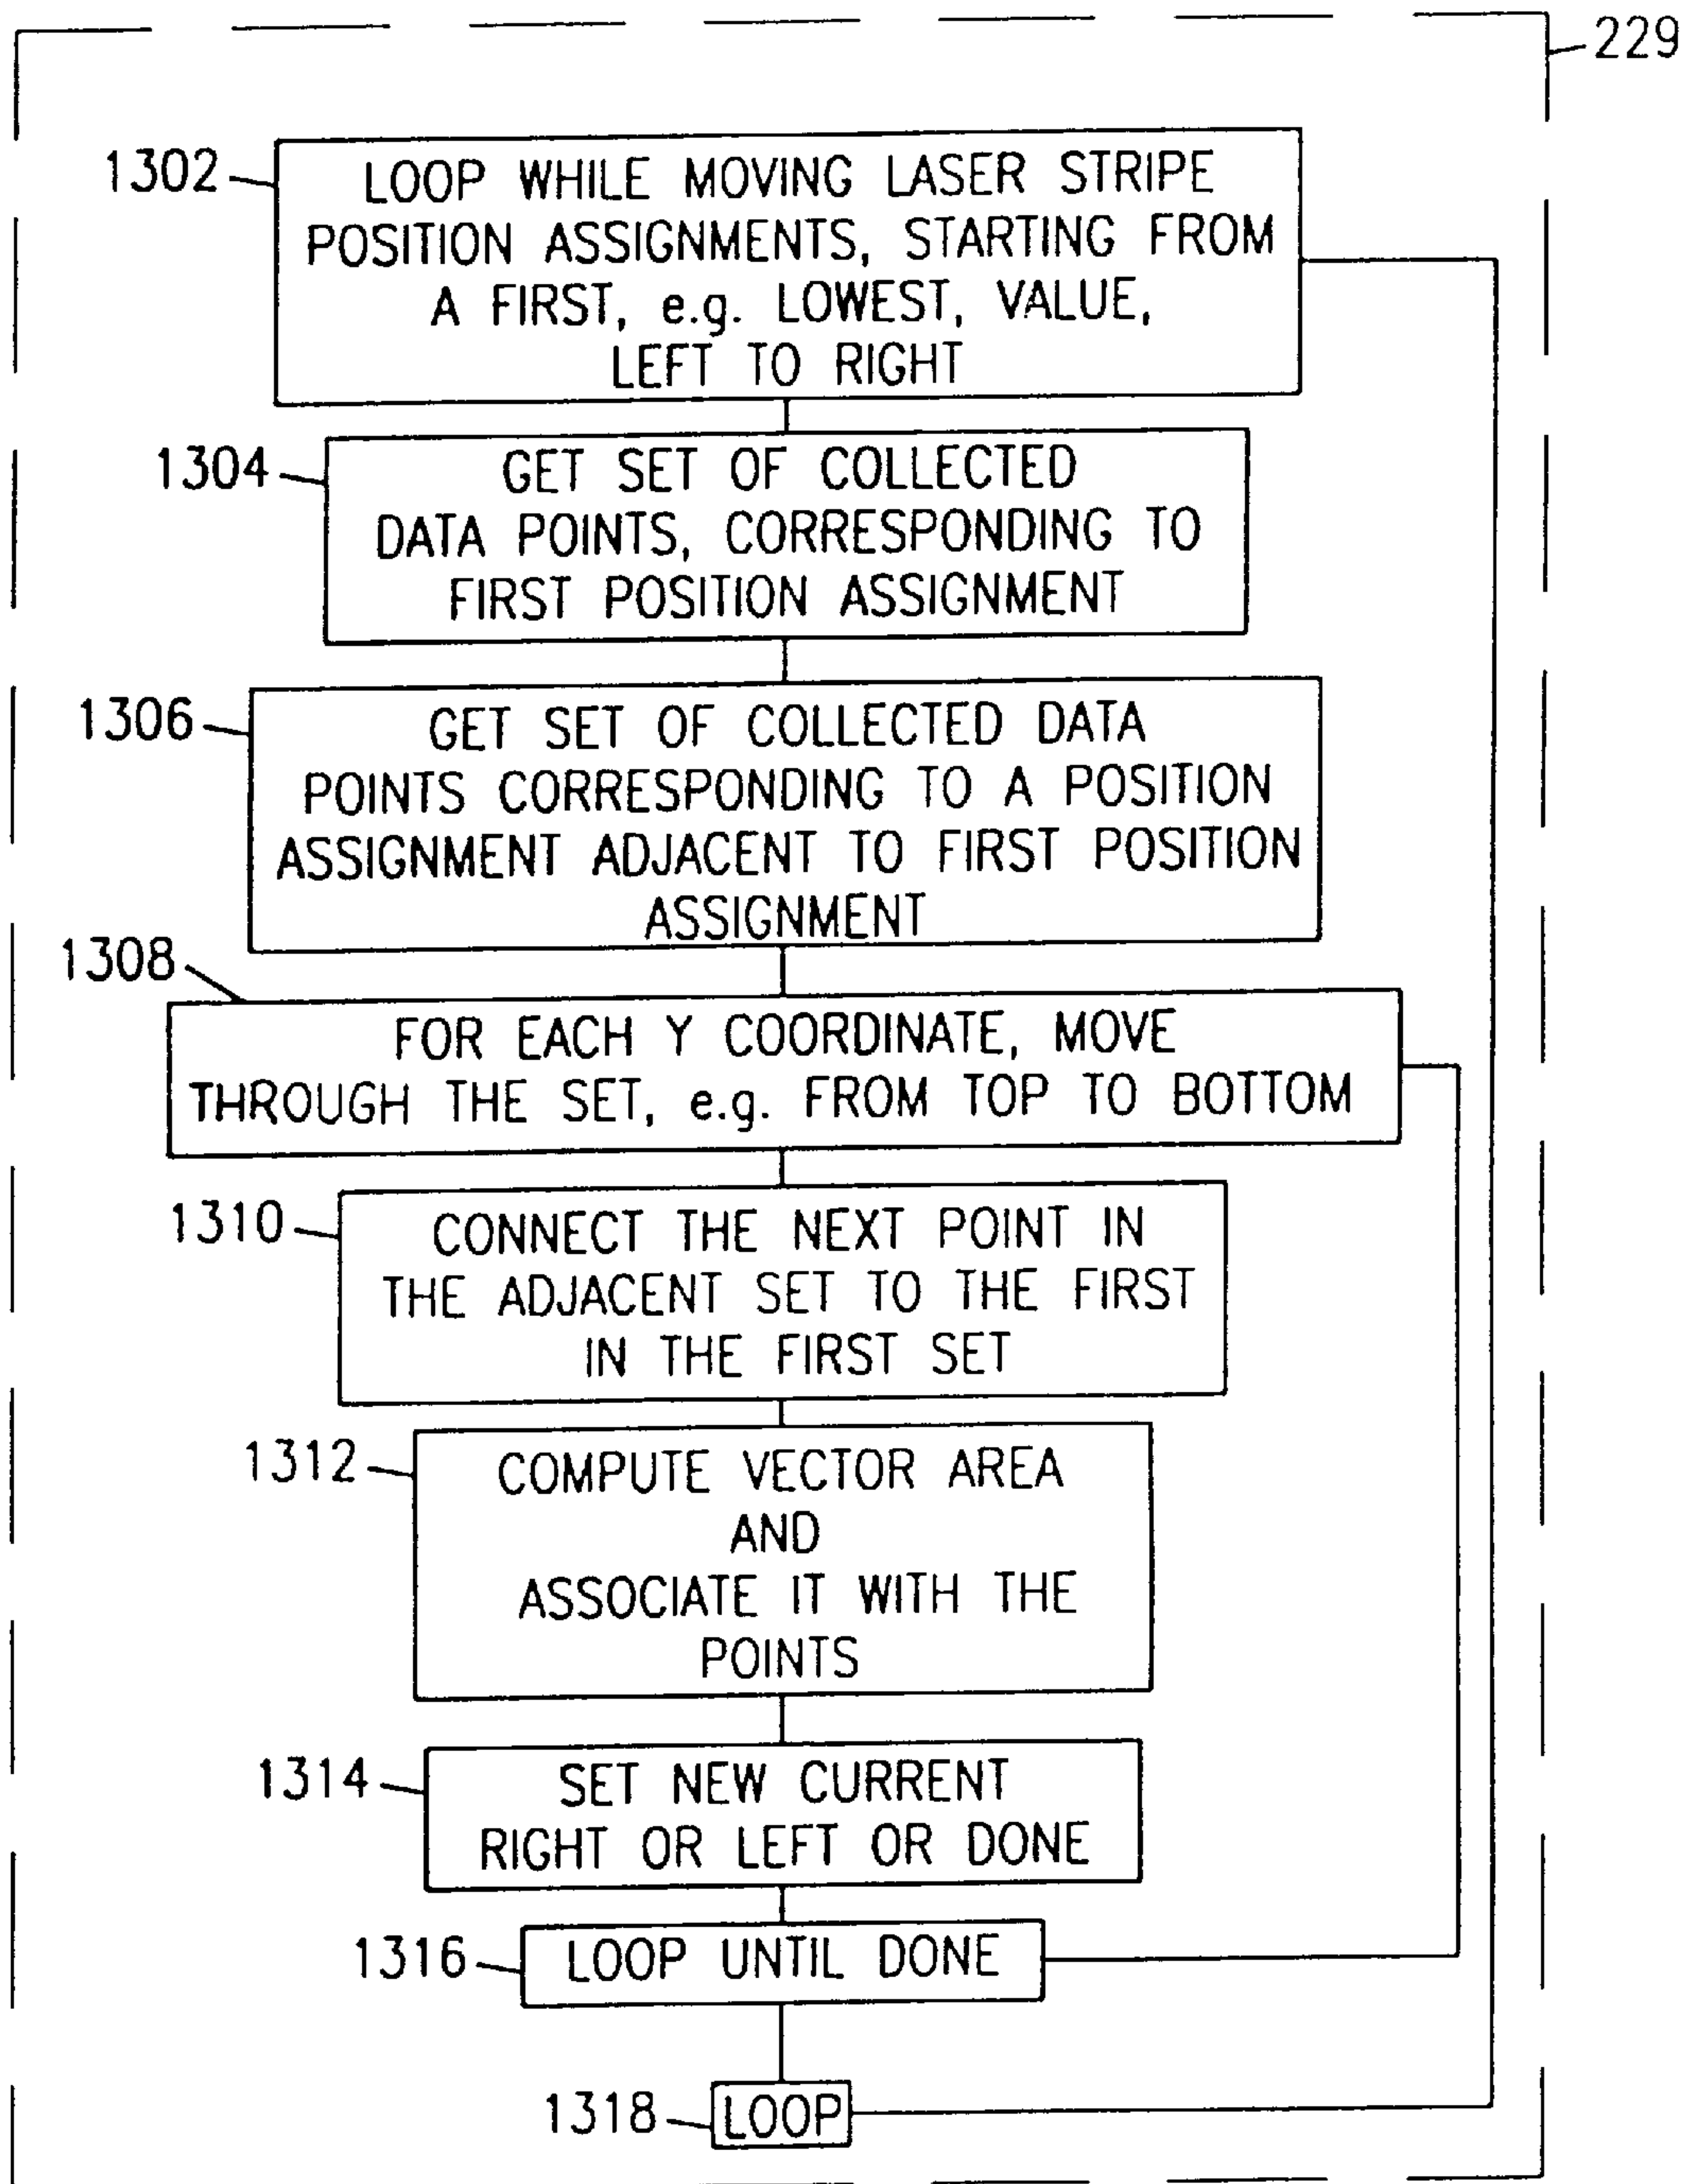 229
1302
LOOP WHILE MOVING LASER STRIPE
POSITION ASSIGNMENTS, STARTING FROM
A FIRST, e.g. LOWEST, VALUE,
LEFT TO RIGHT
1304
GET SET OF COLLECTED
DATA POINTS, CORRESPONDING TO
FIRST POSITION ASSIGNMENT
1306
GET SET OF COLLECTED DATA
POINTS CORRESPONDING TO A POSITION
ASSIGNMENT ADJACENT TO FIRST POSITION
ASSIGNMENT
1308
FOR EACH Y COORDINATE, MOVE
THROUGH THE SET, e.g. FROM TOP TO BOTTOM
1310
CONNECT THE NEXT POINT IN
THE ADJACENT SET TO THE FIRST
IN THE FIRST SET
1312
COMPUTE VECTOR AREA
AND
ASSOCIATE IT WITH THE
POINTS
1314
SET NEW CURRENT
RIGHT OR LEFT OR DONE
1316
LOOP UNTIL DONE
1318
LOOP